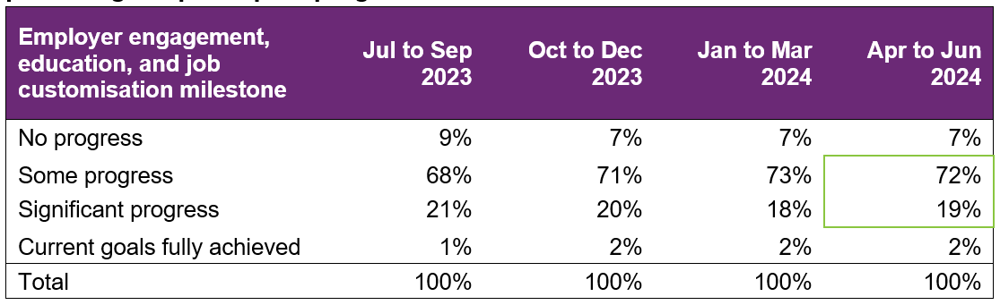 Employer engagement, education, and job customisation milestone Jul to Sep 2023 Oct to Dec 2023 Jan to Mar 2024 Apr to Jun 2024
No progress 9% 7% 7% 7%
Some progress 68% 71% 73% 72%
Significant progress 21% 20% 18% 19%
Current goals fully achieved 1% 2% 2% 2%
Total 100% 100% 100% 100%